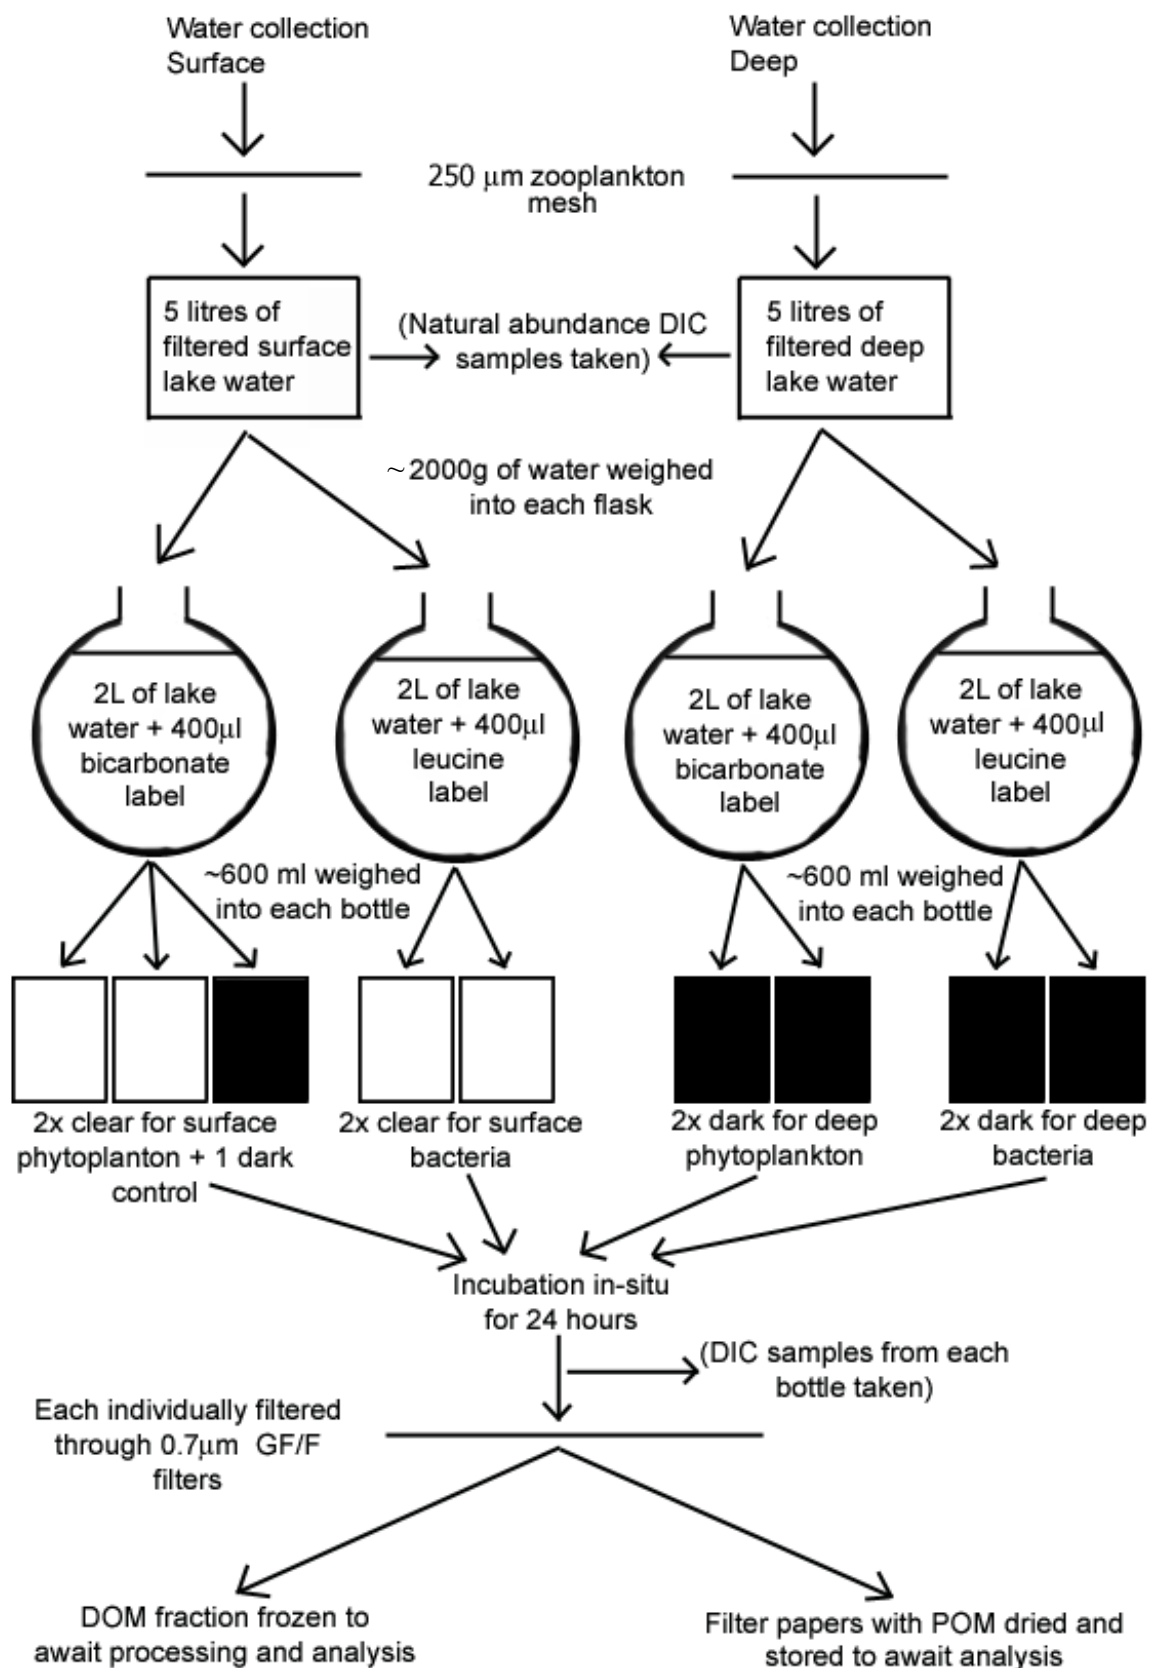 Water collection
Surface
Water collection
Deep
250 μm zooplankton
mesh
5 litres of
filtered surface
lake water
(Natural abundance DIC
samples taken)
5 litres of
filtered deep
lake water
~2000g of water weighed
into each flask
2L of lake
water + 400μl
bicarbonate
label
2L of lake
water + 400μl
leucine
label
2L of lake
water + 400μl
bicarbonate
label
2L of lake
water + 400μl
leucine
label
~600 ml weighed
into each bottle
~600 ml weighed
into each bottle
2x clear for surface
phytoplanton + 1 dark
control
2x clear for surface
bacteria
2x dark for deep
phytoplankton
2x dark for deep
bacteria
Incubation in-situ
for 24 hours
(DIC samples from each
bottle taken)
Each individually filtered
through 0.7μm GF/F
filters
DOM fraction frozen to
await processing and analysis
Filter papers with POM dried and
stored to await analysis